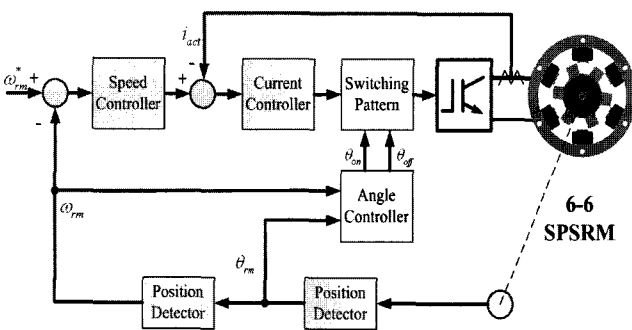 i_act
ω*_rm
+
-
Speed
Controller
+
-
Current
Controller
Switching
Pattern
θ_on
θ_off
Angle
Controller
ω_rm
θ_rm
6-6
SPSRM
Position
Detector
Position
Detector